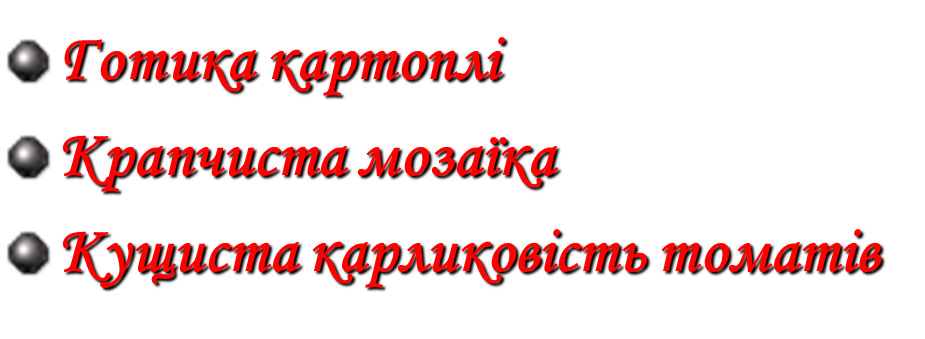 Готика картоплі
Крапчиста мозаїка
Кущиста карликовість томатів